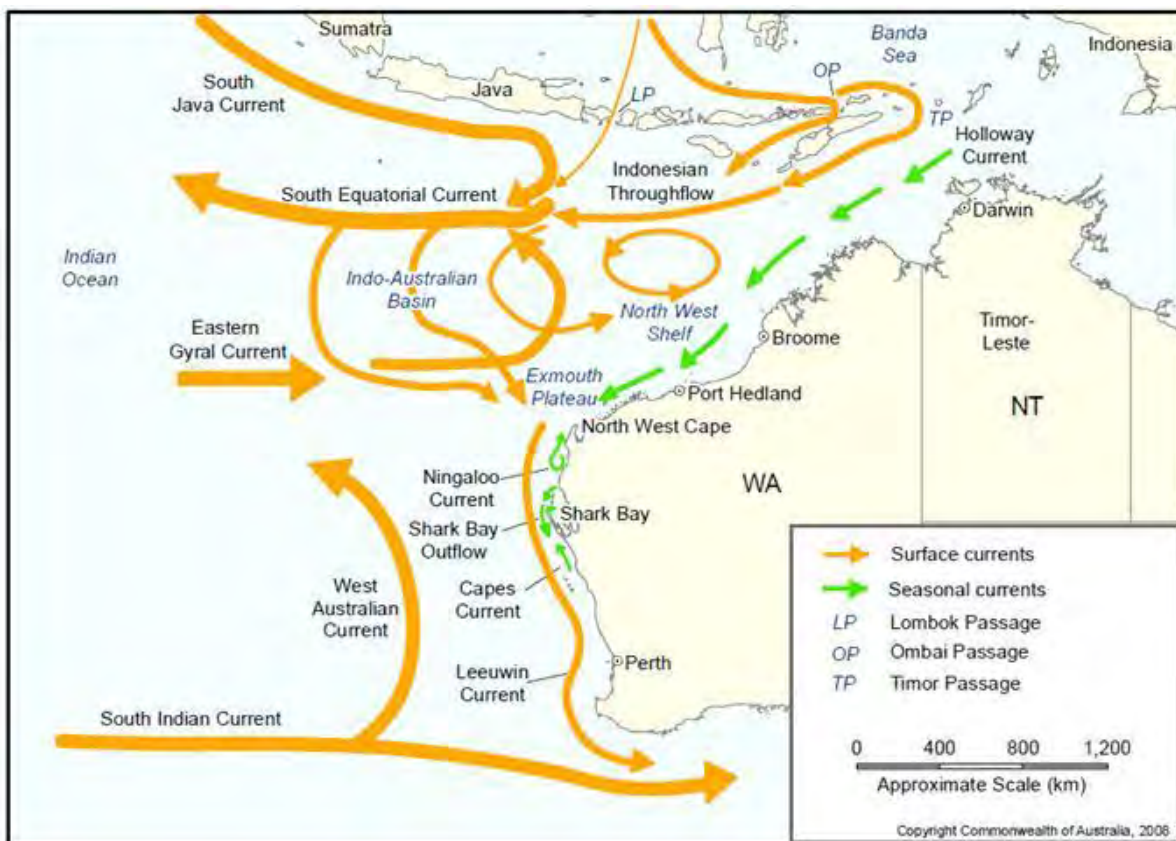 Sumatra
South
Java Current
Java
LP
OP
Banda
Sea
Indonesia
TP
Holloway
Current
Indonesian
Throughflow
South Equatorial Current
Darwin
Indian
Ocean
Indo-Australian
Basin
North West
Shelf
Timor-
Leste
Broome
Eastern
Gyral Current
Exmouth
Plateau
Port Hedland
NT
North West Cape
Ningaloo
Current
WA
Shark Bay
Shark Bay
Outflow
Capes
Current
West
Australian
Current
Perth
Leeuwin
Current
South Indian Current
Surface currents
Seasonal currents
LP Lombok Passage
OP Ombai Passage
TP Timor Passage
0 400 800 1,200
Approximate Scale (km)
Copyright Commonwealth of Australia, 2008